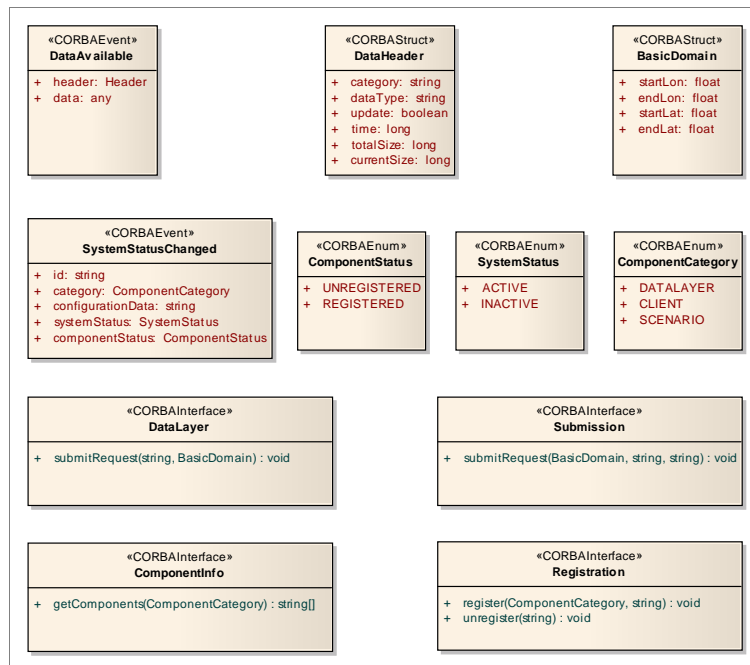 «CORBAEvent»
DataAvailable
+ header: Header
+ data: any
«CORBAStruct»
DataHeader
+ category: string
+ dataType: string
+ update: boolean
+ time: long
+ totalSize: long
+ currentSize: long
«CORBAStruct»
BasicDomain
+ startLon: float
+ endLon: float
+ startLat: float
+ endLat: float
«CORBAEvent»
SystemStatusChanged
+ id: string
+ category: ComponentCategory
+ configurationData: string
+ systemStatus: SystemStatus
+ componentStatus: ComponentStatus
«CORBAEnum»
ComponentStatus
+ UNREGISTERED
+ REGISTERED
«CORBAEnum»
SystemStatus
+ ACTIVE
+ INACTIVE
«CORBAEnum»
ComponentCategory
+ DATALAYER
+ CLIENT
+ SCENARIO
«CORBAInterface»
DataLayer
+ submitRequest(string, BasicDomain) : void
«CORBAInterface»
Submission
+ submitRequest(BasicDomain, string, string) : void
«CORBAInterface»
ComponentInfo
+ getComponents(ComponentCategory) : string[]
«CORBAInterface»
Registration
+ register(ComponentCategory, string) : void
+ unregister(string) : void